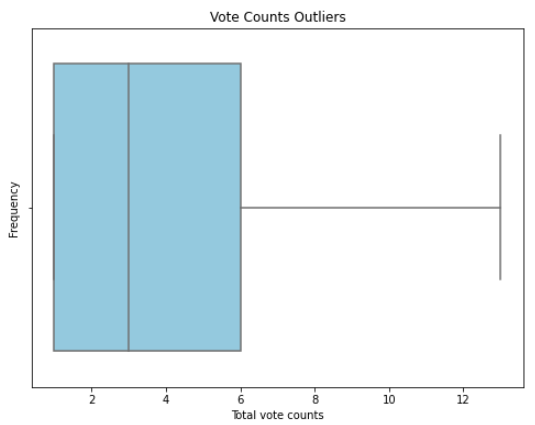 Vote Counts Outliers
Frequency
2 4 6 8 10 12
Total vote counts